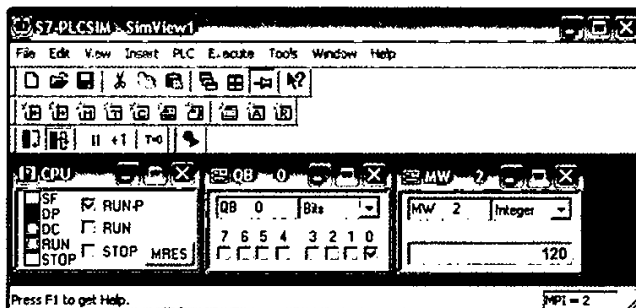 S7-PLCSIM - SimView1
File Edit View Insert PLC Execute Tools Window Help
+1 T=0
CPU
SF
DP
DC
RUN
STOP
RUN-P
RUN
STOP
MRES
QB 0
QB 0 Bits
7 6 5 4 3 2 1 0
MW 2
MW 2 Integer
120
Press F1 to get Help.
MPI = 2